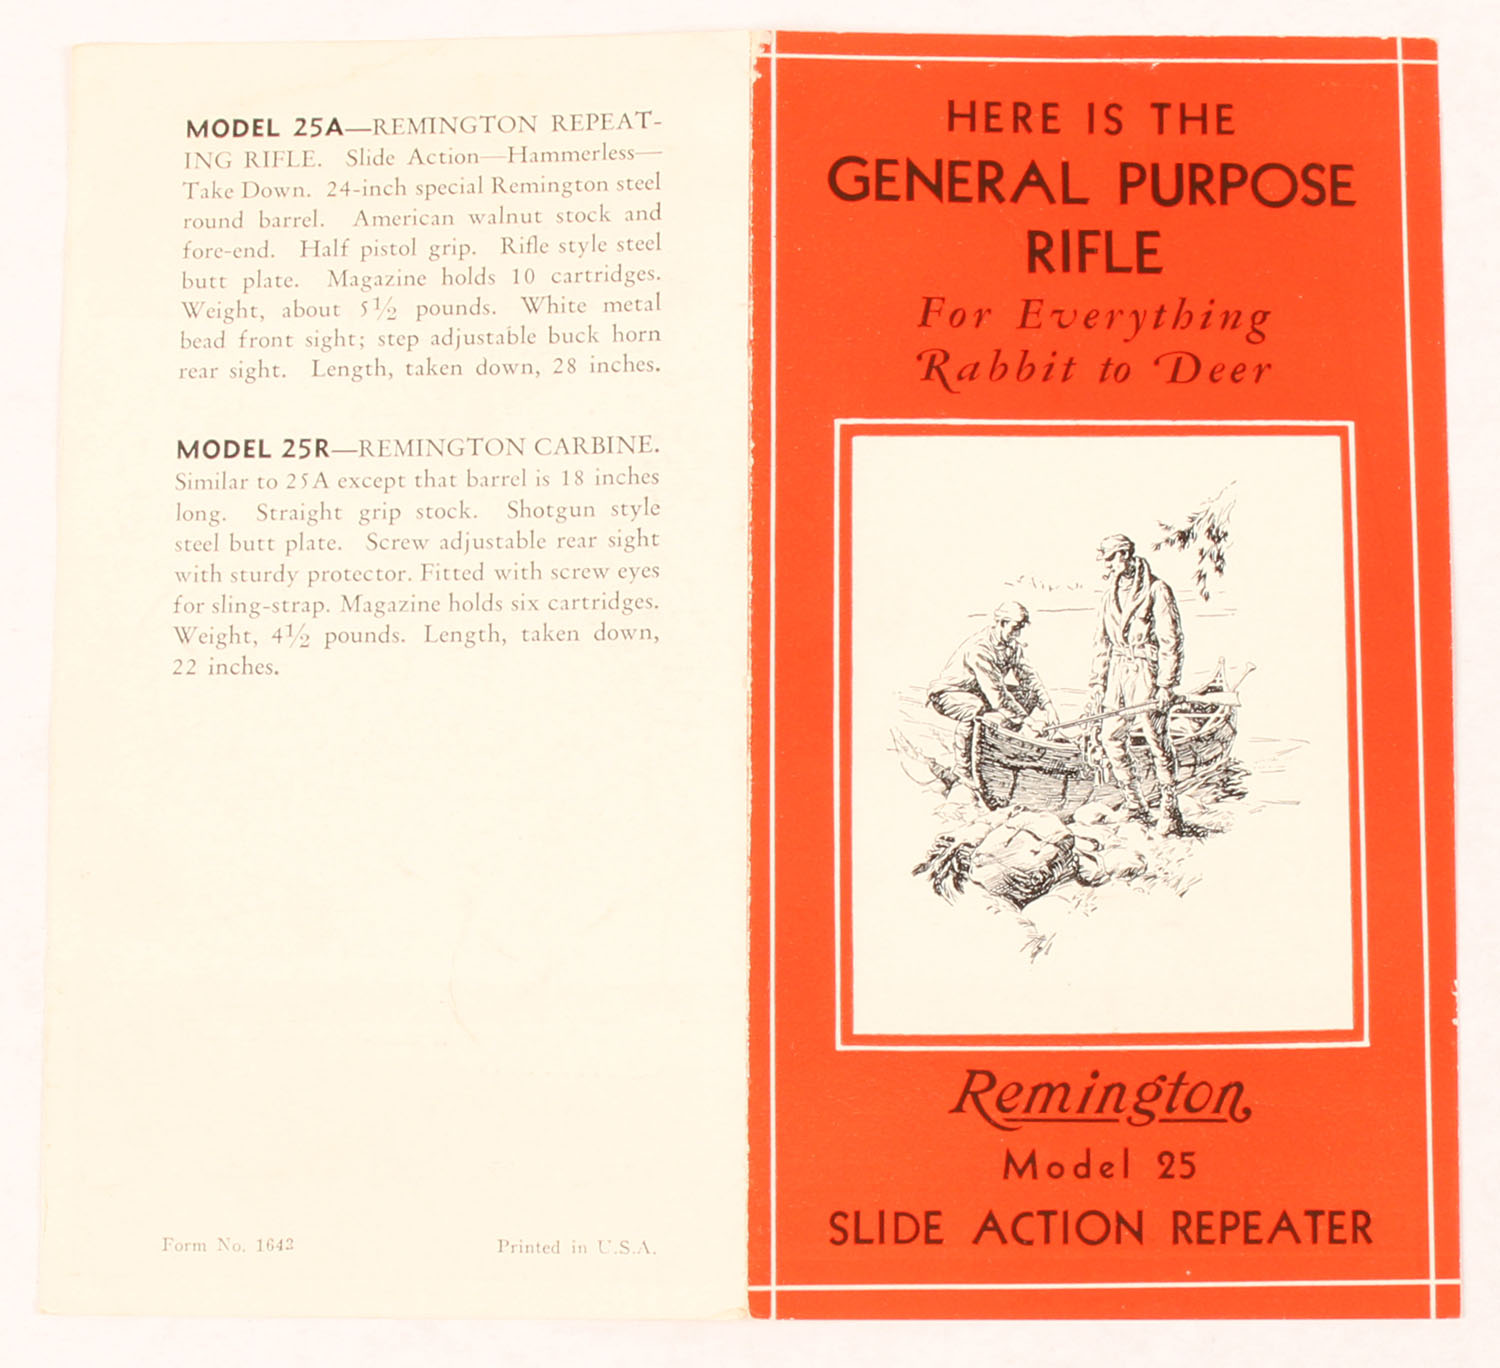 MODEL 25A—REMINGTON REPEAT-
ING RIFLE. Slide Action—Hammerless—
Take Down. 24-inch special Remington steel
round barrel. American walnut stock and
fore-end. Half pistol grip. Rifle style steel
butt plate. Magazine holds 10 cartridges.
Weight, about 5½ pounds. White metal
bead front sight; step adjustable buck horn
rear sight. Length, taken down, 28 inches.
MODEL 25R—REMINGTON CARBINE.
Similar to 25A except that barrel is 18 inches
long. Straight grip stock. Shotgun style
steel butt plate. Screw adjustable rear sight
with sturdy protector. Fitted with screw eyes
for sling-strap. Magazine holds six cartridges.
Weight, 4½ pounds. Length, taken down,
22 inches.
Form No. 1642
Printed in U.S.A.
HERE IS THE
GENERAL PURPOSE
RIFLE
For Everything
Rabbit to Deer
Remington
Model 25
SLIDE ACTION REPEATER